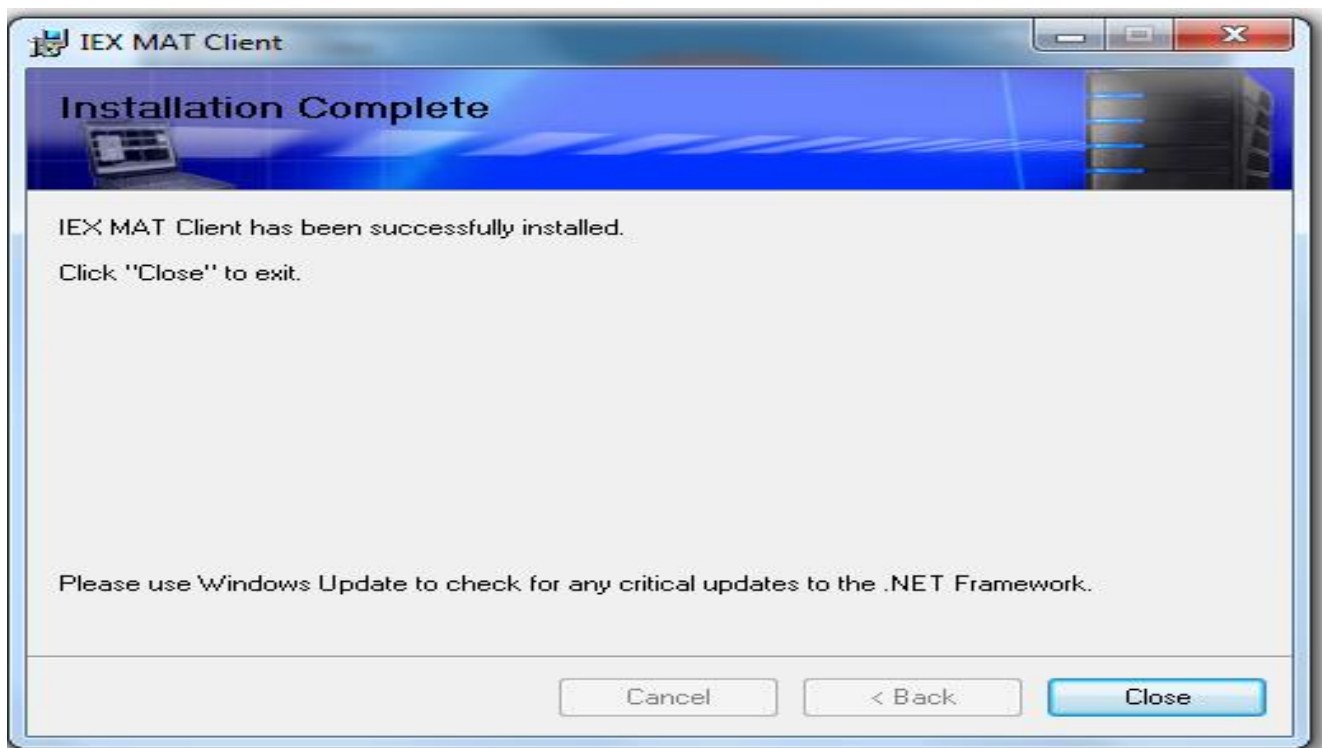 IEX MAT Client
Installation Complete
IEX MAT Client has been successfully installed.
Click "Close" to exit.
Please use Windows Update to check for any critical updates to the .NET Framework.
Cancel
< Back
Close